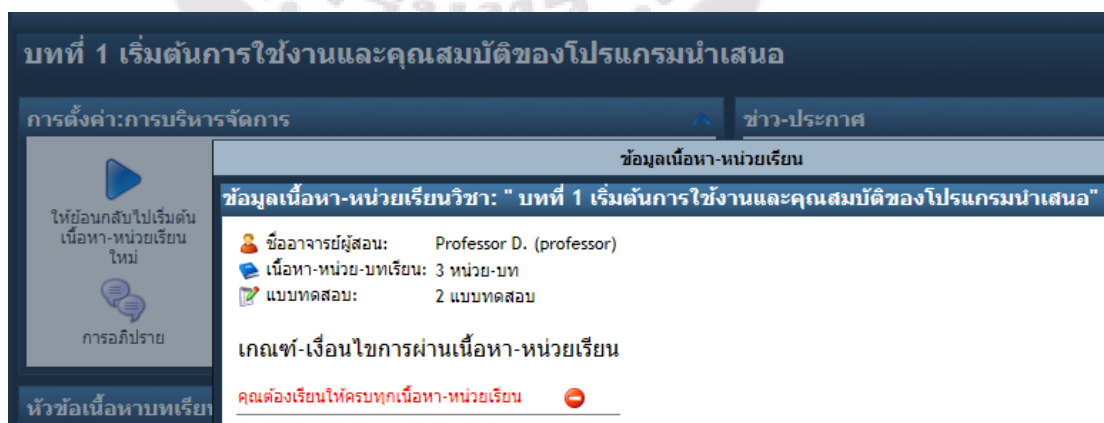 บทที่ 1 เริ่มต้นการใช้งานและคุณสมบัติของโปรแกรมนำเสนอ
การตั้งค่า:การบริหารจัดการ
ข่าว-ประกาศ
ให้ย้อนกลับไปเริ่มต้น
เนื้อหา-หน่วยเรียน
ใหม่
การอภิปราย
หัวข้อเนื้อหาบทเรียน
ข้อมูลเนื้อหา-หน่วยเรียน
ข้อมูลเนื้อหา-หน่วยเรียนวิชา: " บทที่ 1 เริ่มต้นการใช้งานและคุณสมบัติของโปรแกรมนำเสนอ"
ชื่ออาจารย์ผู้สอน: Professor D. (professor)
เนื้อหา-หน่วย-บทเรียน: 3 หน่วย-บท
แบบทดสอบ: 2 แบบทดสอบ
เกณฑ์-เงื่อนไขการผ่านเนื้อหา-หน่วยเรียน
คุณต้องเรียนให้ครบทุกเนื้อหา-หน่วยเรียน